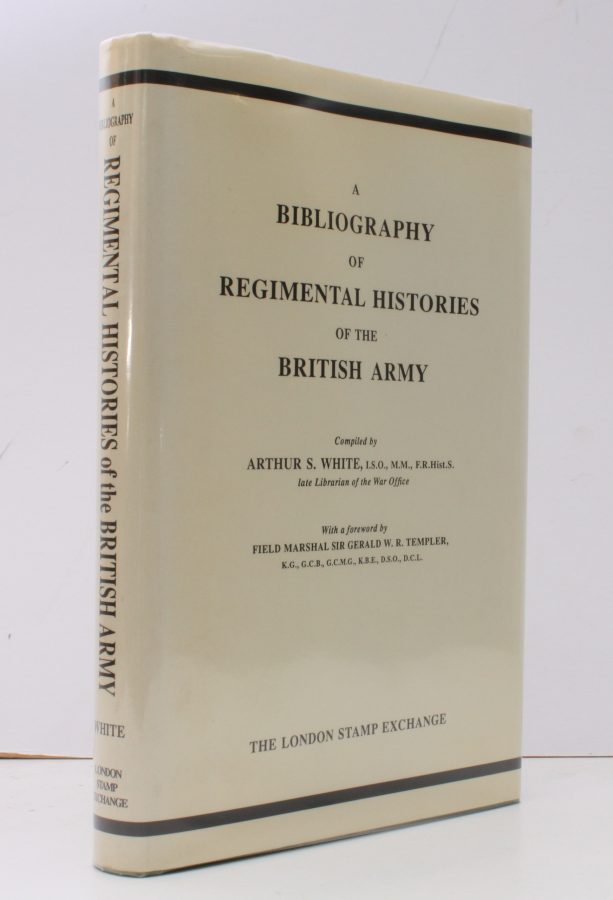 A
BIBLIOGRAPHY
OF
REGIMENTAL HISTORIES
OF THE
BRITISH ARMY
Compiled by
ARTHUR S. WHITE, I.S.O., M.M., F.R.Hist.S.
late Librarian of the War Office
With a foreword by
FIELD MARSHAL SIR GERALD W. R. TEMPLER,
K.G., G.C.B., G.C.M.G., K.B.E., D.S.O., D.C.L.
THE LONDON STAMP EXCHANGE
A
BIBLIOGRAPHY
OF
REGIMENTAL HISTORIES of the BRITISH ARMY
WHITE
LONDON
STAMP
EXCHANGE